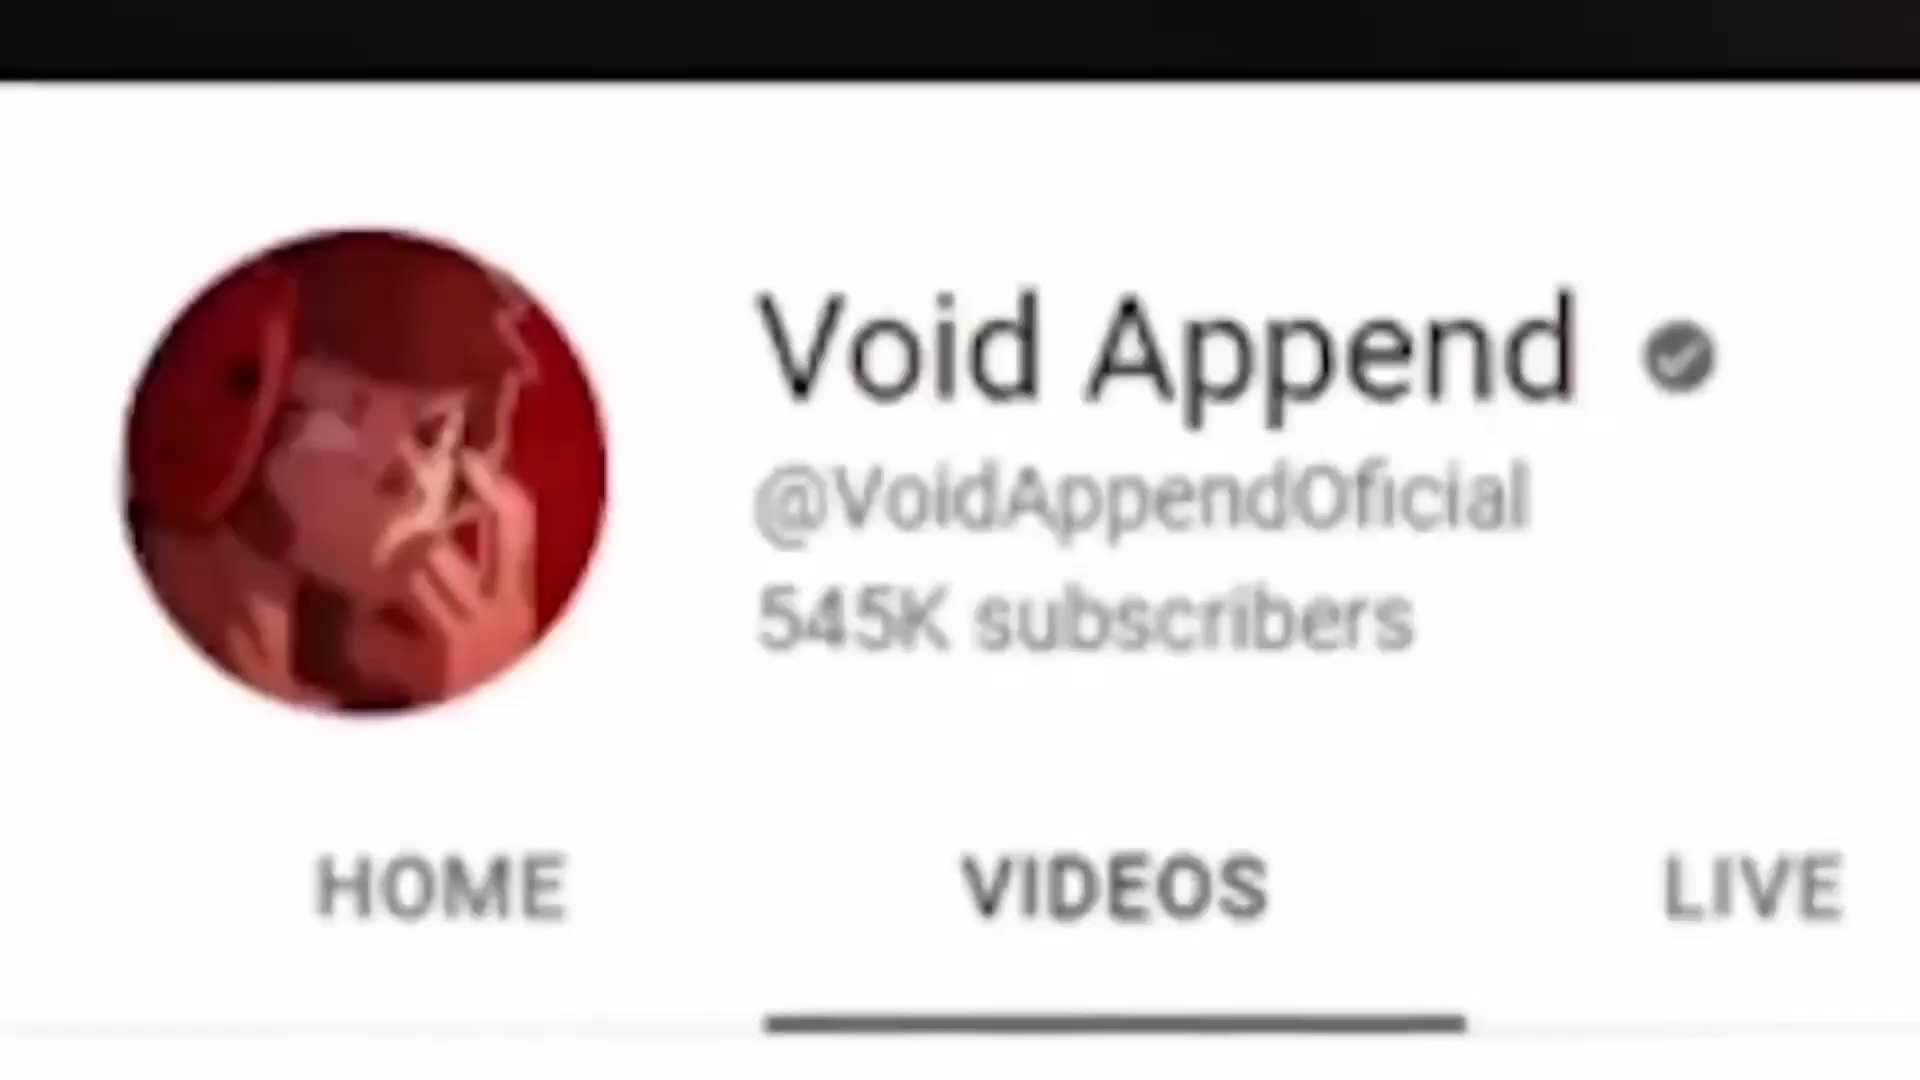 Void Append
@VoidAppendOficial
545K subscribers
HOME VIDEOS LIVE